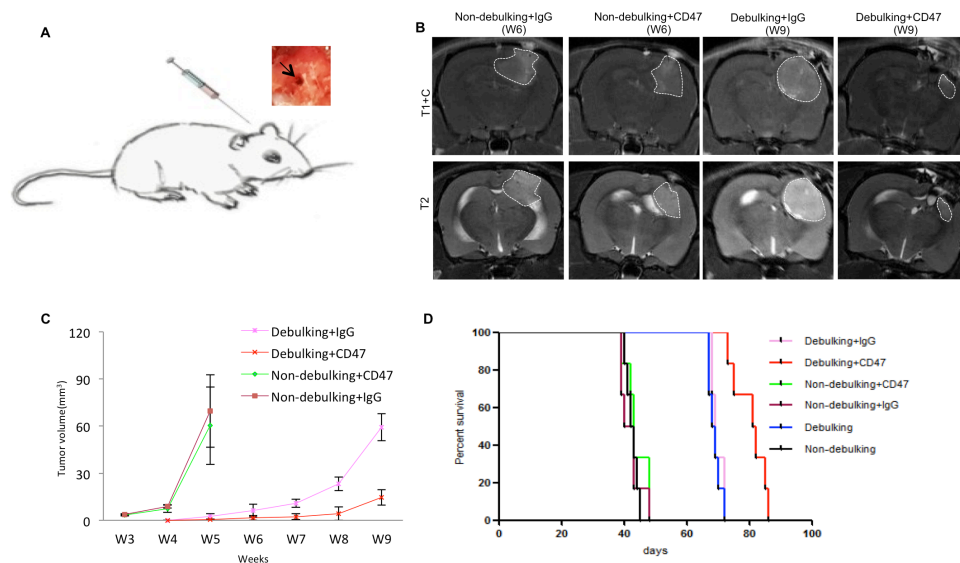 A
B
Non-debulking+IgG
(W6)
Non-debulking+CD47
(W6)
Debulking+IgG
(W9)
Debulking+CD47
(W9)
T1+C
T2
C
Tumor volume(mm³)
120
90
60
30
0
Debulking+IgG
Debulking+CD47
Non-debulking+CD47
Non-debulking+IgG
W3 W4 W5 W6 W7 W8 W9
Weeks
D
Percent survival
100
80
60
40
20
0
0 20 40 60 80 100
days
Debulking+IgG
Debulking+CD47
Non-debulking+CD47
Non-debulking+IgG
Debulking
Non-debulking